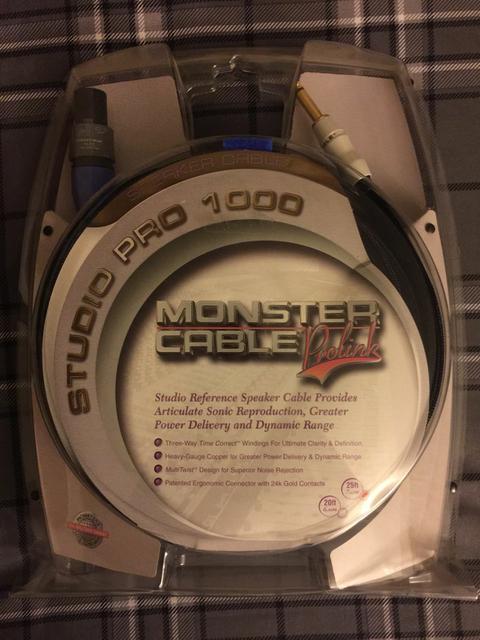 SPEAKER CABLE
STUDIO PRO 1000
MONSTER
CABLE
Prolink
Studio Reference Speaker Cable Provides
Articulate Sonic Reproduction, Greater
Power Delivery and Dynamic Range
Three-Way Time Correct™ Windings For Ultimate Clarity & Definition
Heavy-Gauge Copper for Greater Power Delivery & Dynamic Range
MultiTwist™ Design for Superior Noise Rejection
Patented Ergonomic Connector with 24k Gold Contacts
25ft
20ft